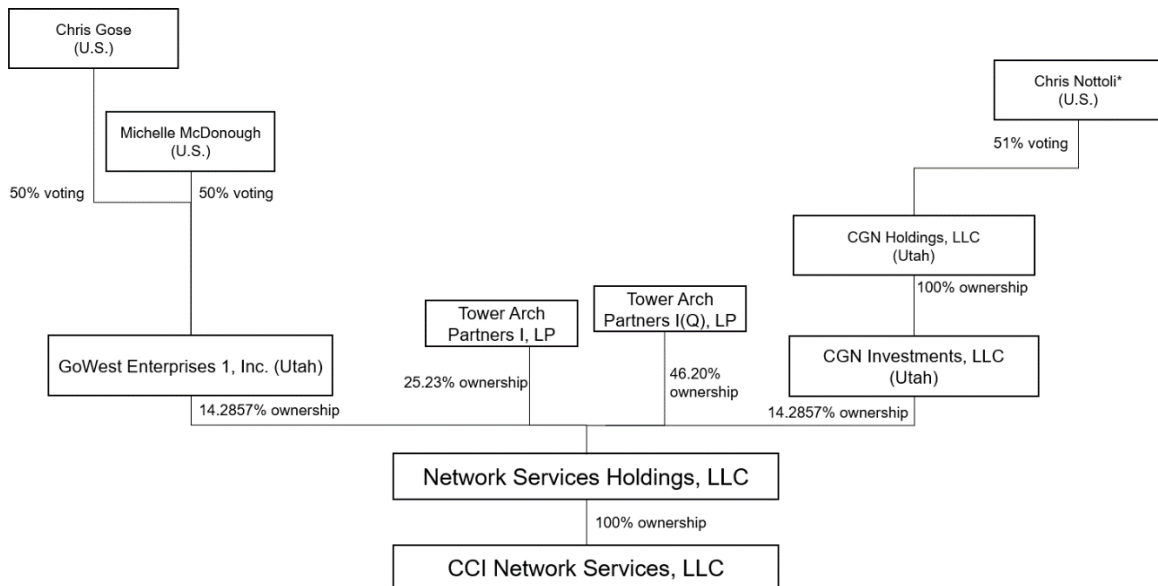 Chris Gose
(U.S.)
Chris Nottoli*
(U.S.)
Michelle McDonough
(U.S.)
51% voting
50% voting
50% voting
CGN Holdings, LLC
(Utah)
100% ownership
Tower Arch
Partners I, LP
Tower Arch
Partners I(Q), LP
GoWest Enterprises 1, Inc. (Utah)
CGN Investments, LLC
(Utah)
25.23% ownership
46.20%
ownership
14.2857% ownership
14.2857% ownership
Network Services Holdings, LLC
100% ownership
CCI Network Services, LLC